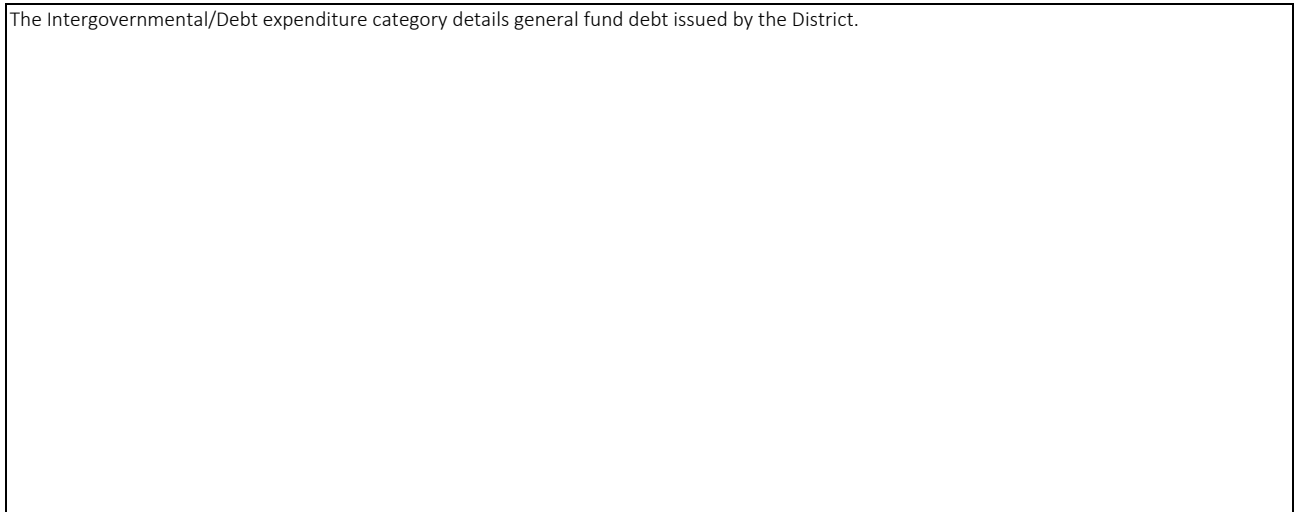 The Intergovernmental/Debt expenditure category details general fund debt issued by the District.